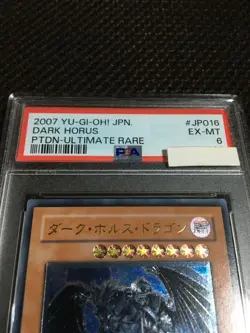 2007 YU-GI-OH! JPN. #JP016
DARK HORUS EX-MT
PTDN-ULTIMATE RARE 6
PSA
ダーク・ホルス・ドラゴン
闇